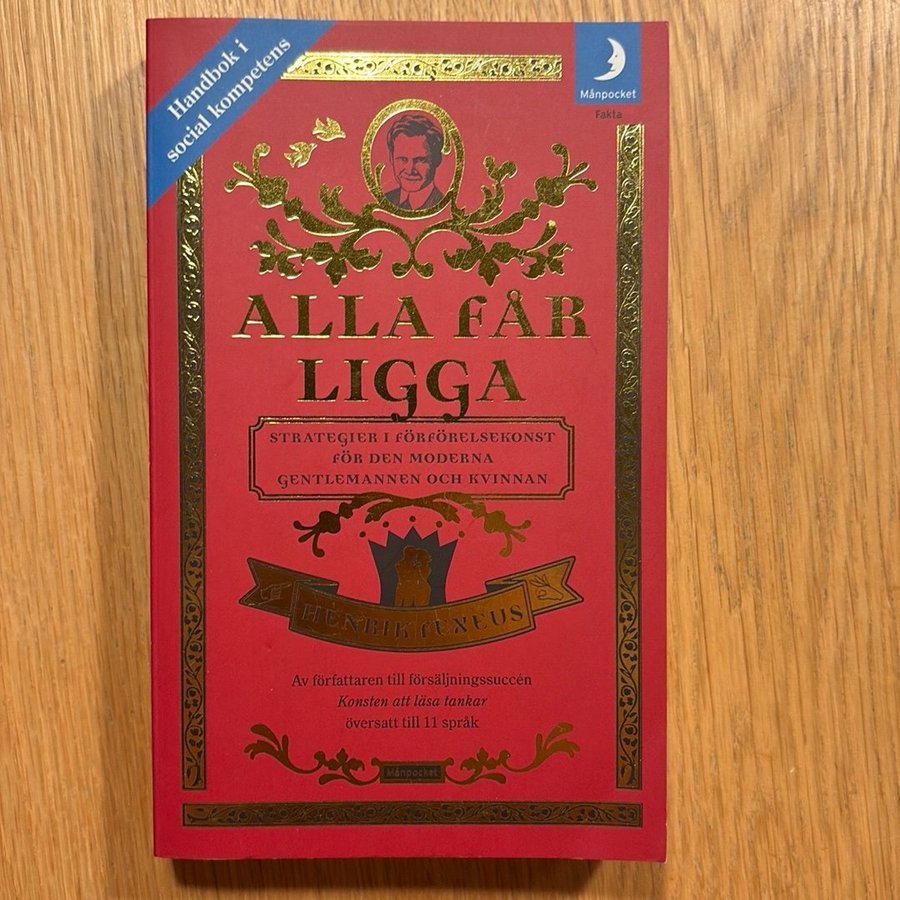 Handbok i
social kompetens
Månpocket
Fakta
ALLA FÅR
LIGGA
STRATEGIER I FÖRFÖRELSEKONST
FÖR DEN MODERNA
GENTLEMANNEN OCH KVINNAN
HENRIK FEXEUS
Av författaren till försäljningssuccén
Konsten att läsa tankar
översatt till 11 språk
Månpocket